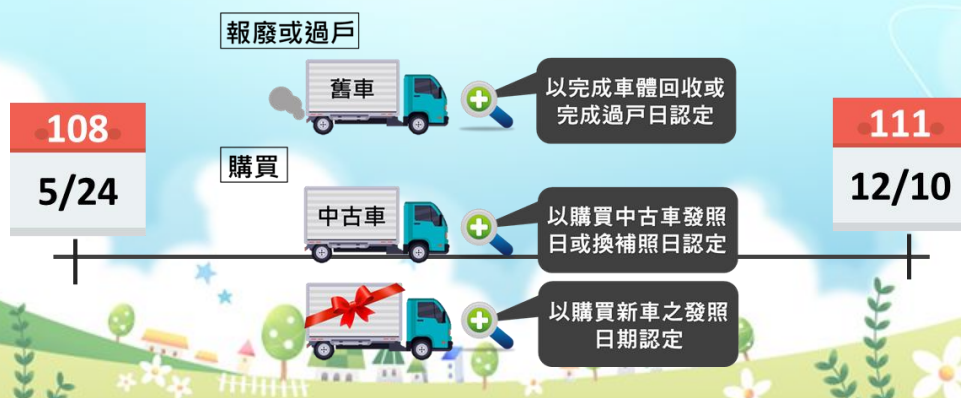 報廢或過戶
舊車
以完成車體回收或
完成過戶日認定
108
5/24
111
12/10
購買
中古車
以購買中古車發照
日或換補照日認定
以購買新車之發照
日期認定